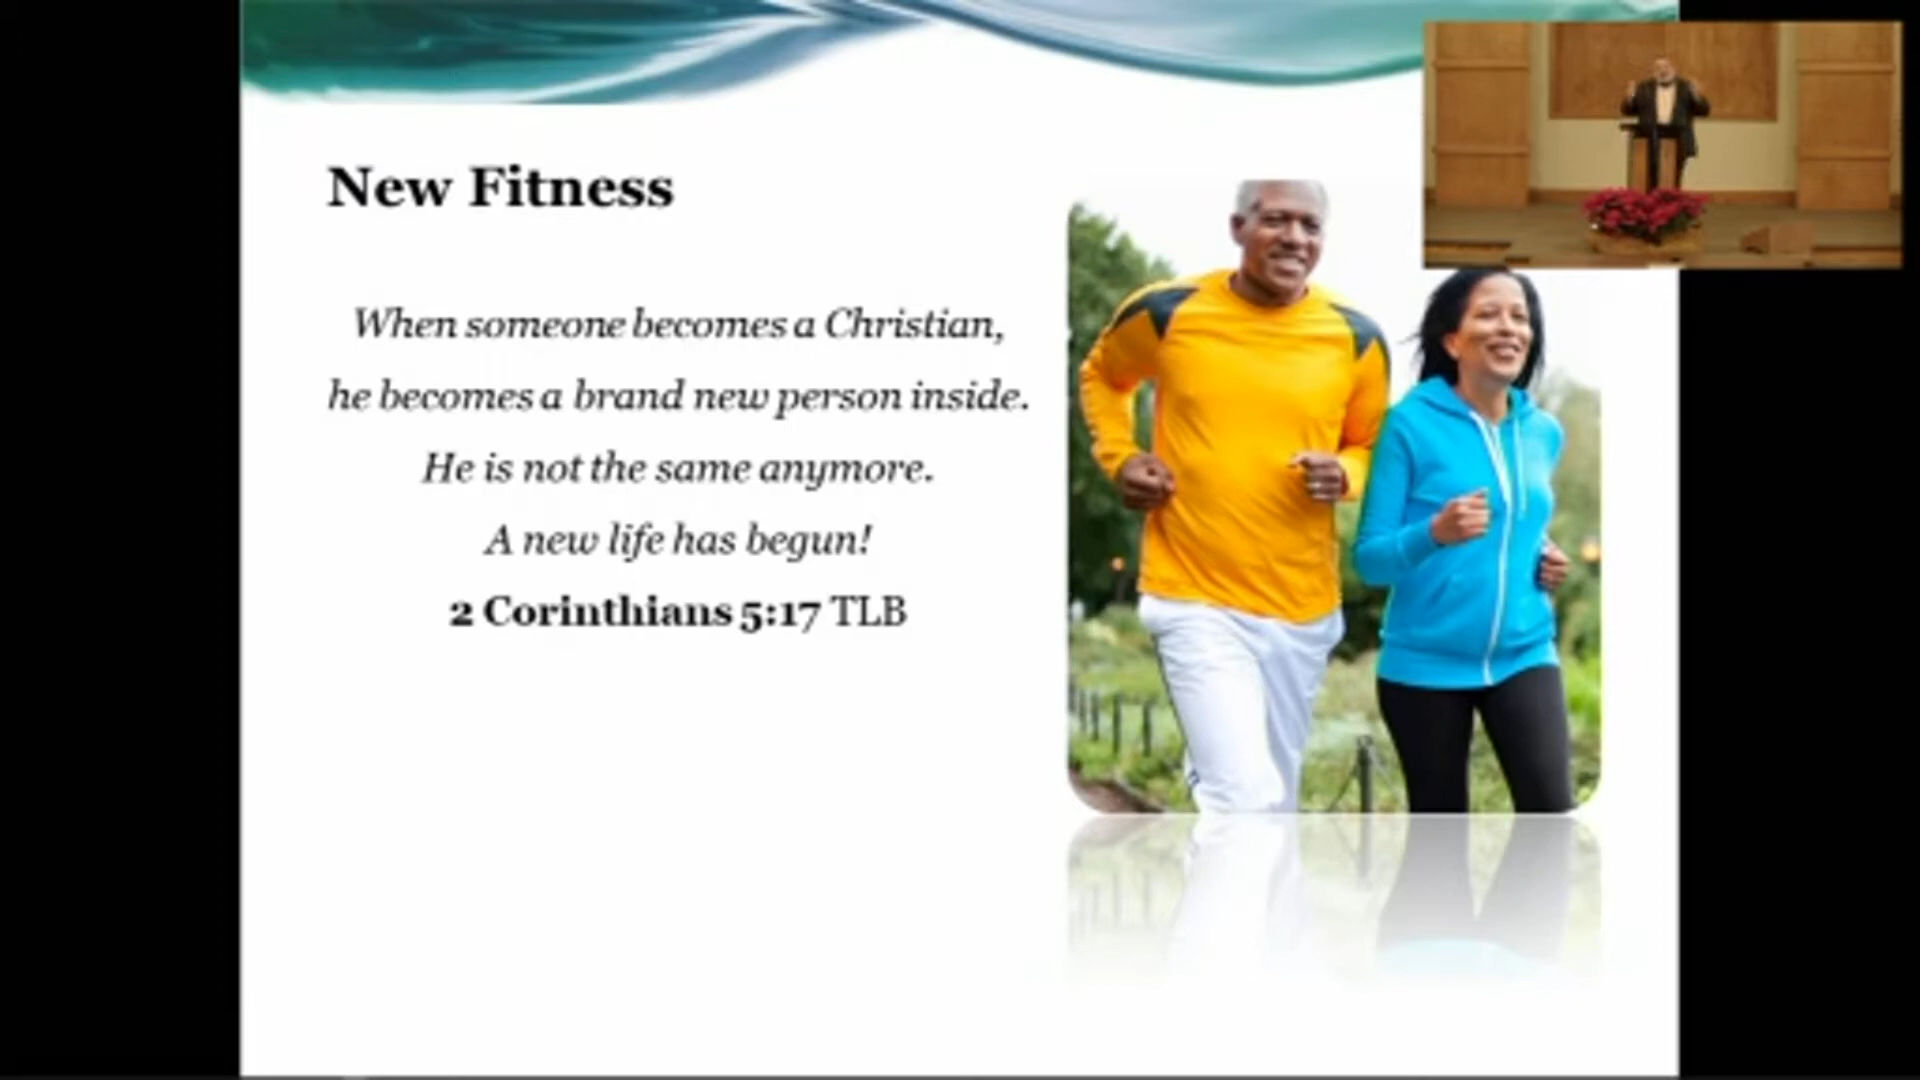 New Fitness
When someone becomes a Christian,
he becomes a brand new person inside.
He is not the same anymore.
A new life has begun!
2 Corinthians 5:17 TLB